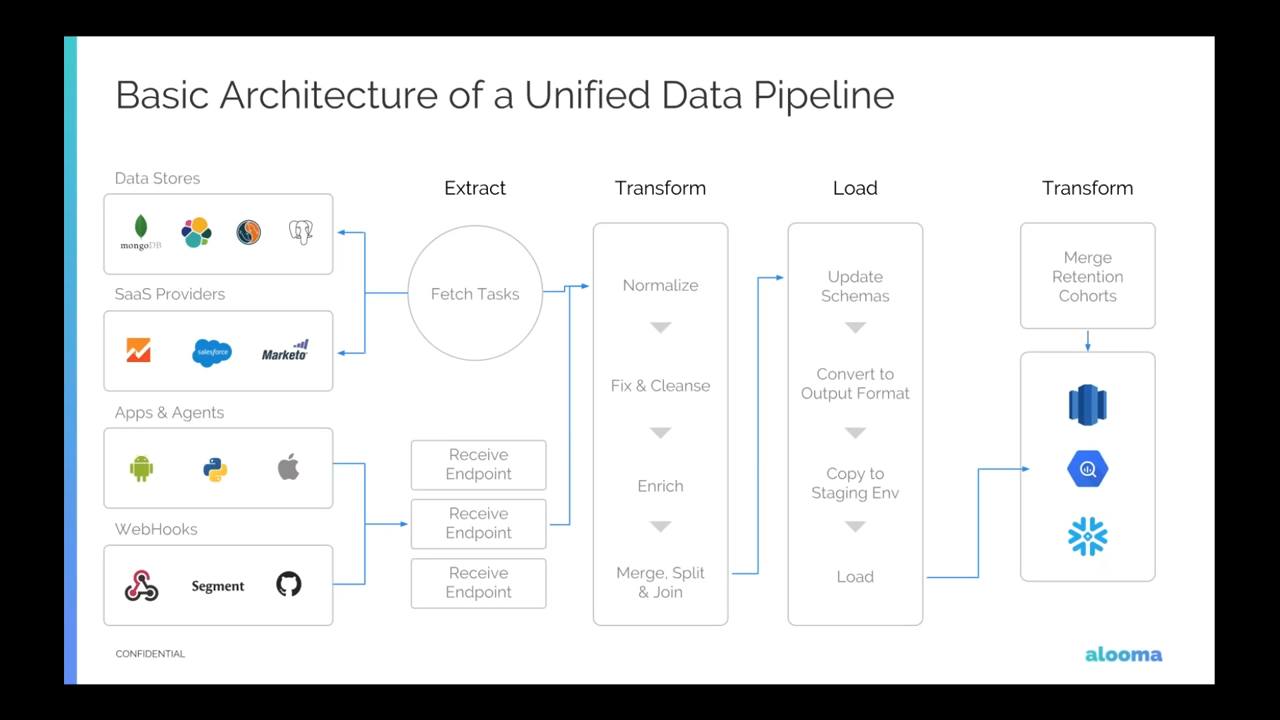 Basic Architecture of a Unified Data Pipeline
Data Stores
mongoDB
SaaS Providers
salesforce
Marketo
Apps & Agents
WebHooks
Segment
Extract
Fetch Tasks
Receive
Endpoint
Receive
Endpoint
Receive
Endpoint
Transform
Normalize
Fix & Cleanse
Enrich
Merge, Split
& Join
Load
Update
Schemas
Convert to
Output Format
Copy to
Staging Env
Load
Transform
Merge
Retention
Cohorts
CONFIDENTIAL
alooma